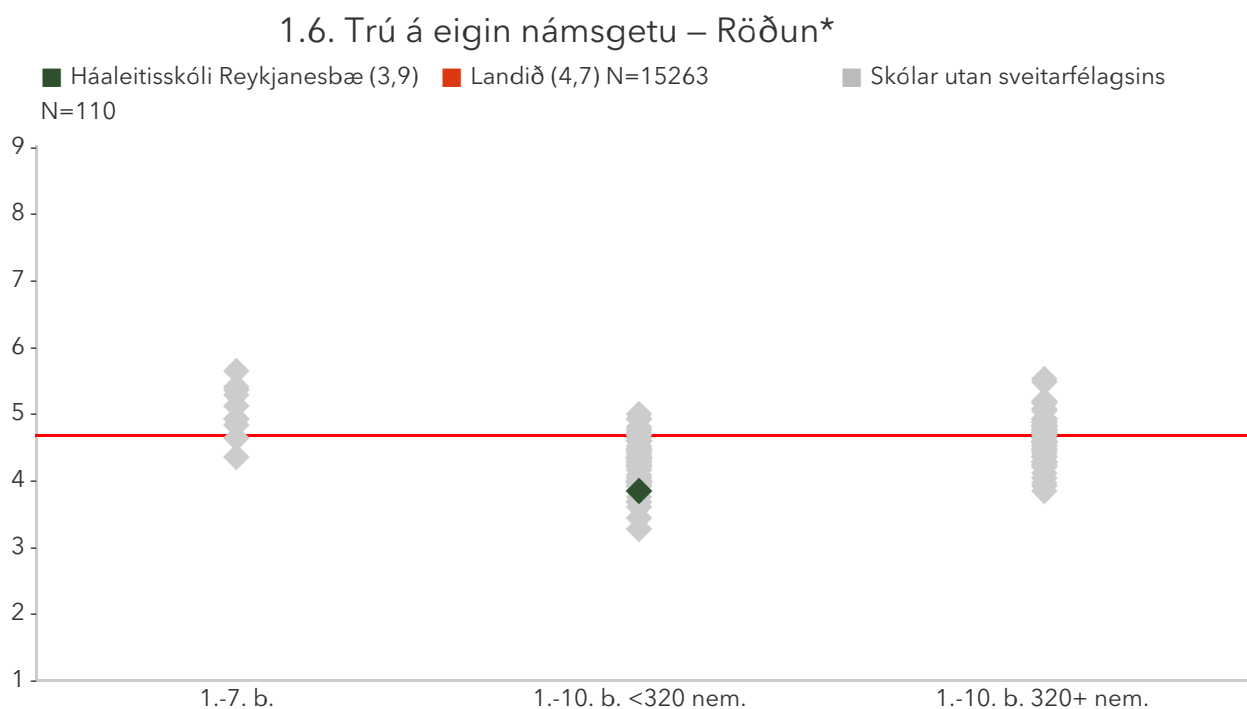 1.6. Trú á eigin námsgetu – Röðun*
Háaleitisskóli Reykjanesbæ (3,9) Landið (4,7) N=15263 Skólar utan sveitarfélagsins
N=110
9
8
7
6
5
4
3
2
1
1.-7. b. 1.-10. b. <320 nem. 1.-10. b. 320+ nem.